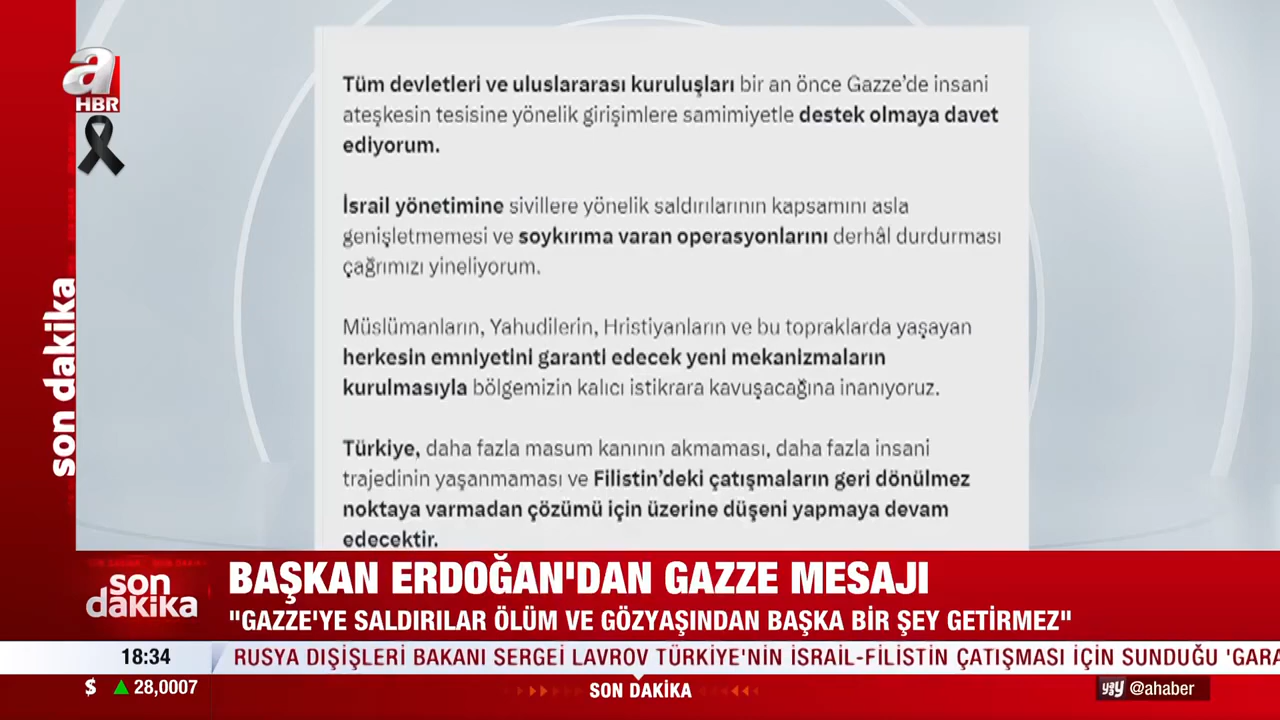 a
HBR
son dakika
Tüm devletleri ve uluslararası kuruluşları bir an önce Gazze’de insani
ateşkesin tesisine yönelik girişimlere samimiyetle destek olmaya davet
ediyorum.
İsrail yönetimine sivillere yönelik saldırılarının kapsamını asla
genişletmemesi ve soykırıma varan operasyonlarını derhâl durdurması
çağrımızı yineliyorum.
Müslümanların, Yahudilerin, Hristiyanların ve bu topraklarda yaşayan
herkesin emniyetini garanti edecek yeni mekanizmaların
kurulmasıyla bölgemizin kalıcı istikrara kavuşacağına inanıyoruz.
Türkiye, daha fazla masum kanının akmaması, daha fazla insani
trajedinin yaşanmaması ve Filistin’deki çatışmaların geri dönülmez
noktaya varmadan çözümü için üzerine düşeni yapmaya devam
edecektir.
son
dakika
BAŞKAN ERDOĞAN'DAN GAZZE MESAJI
"GAZZE'YE SALDIRILAR ÖLÜM VE GÖZYAŞINDAN BAŞKA BİR ŞEY GETİRMEZ"
18:34
RUSYA DIŞİŞLERİ BAKANI SERGEI LAVROV TÜRKİYE'NİN İSRAİL-FİLİSTİN ÇATIŞMASI İÇİN SUNDUĞU 'GARA
$ 28,0007
SON DAKİKA
@ahaber